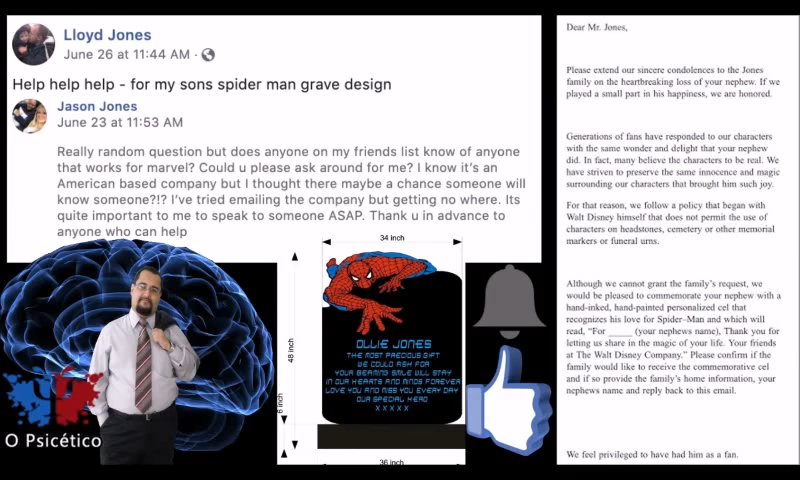 Lloyd Jones
June 26 at 11:44 AM ·
Help help help - for my sons spider man grave design
Jason Jones
June 23 at 11:53 AM
Really random question but does anyone on my friends list know of anyone
that works for marvel? Could u please ask around for me? I know it's an
American based company but I thought there maybe a chance someone will
know someone?!? I've tried emailing the company but getting no where. Its
quite important to me to speak to someone ASAP. Thank u in advance to
anyone who can help
34 inch
48 inch
6 inch
OLLIE JONES
THE MOST PRECIOUS GIFT
WE COULD ASK FOR
YOUR BEAMING SMILE WILL STAY
IN OUR HEARTS AND MINDS FOREVER
LOVE YOU AND MISS YOU EVERY DAY
OUR SPECIAL HERO
X X X X X
36 inch
O Psicético
Dear Mr. Jones,
Please extend our sincere condolences to the Jones
family on the heartbreaking loss of your nephew. If we
played a small part in his happiness, we are honored.
Generations of fans have responded to our characters
with the same wonder and delight that your nephew
did. In fact, many believe the characters to be real. We
have striven to preserve the same innocence and magic
surrounding our characters that brought him such joy.
For that reason, we follow a policy that began with
Walt Disney himself that does not permit the use of
characters on headstones, cemetery or other memorial
markers or funeral urns.
Although we cannot grant the family's request, we
would be pleased to commemorate your nephew with a
hand-inked, hand-painted personalized cel that
recognizes his love for Spider-Man and which will
read, "For _____ (your nephews name), Thank you for
letting us share in the magic of your life. Your friends
at The Walt Disney Company." Please confirm if the
family would like to receive the commemorative cel
and if so provide the family's home information, your
nephews name and reply back to this email.
We feel privileged to have had him as a fan.